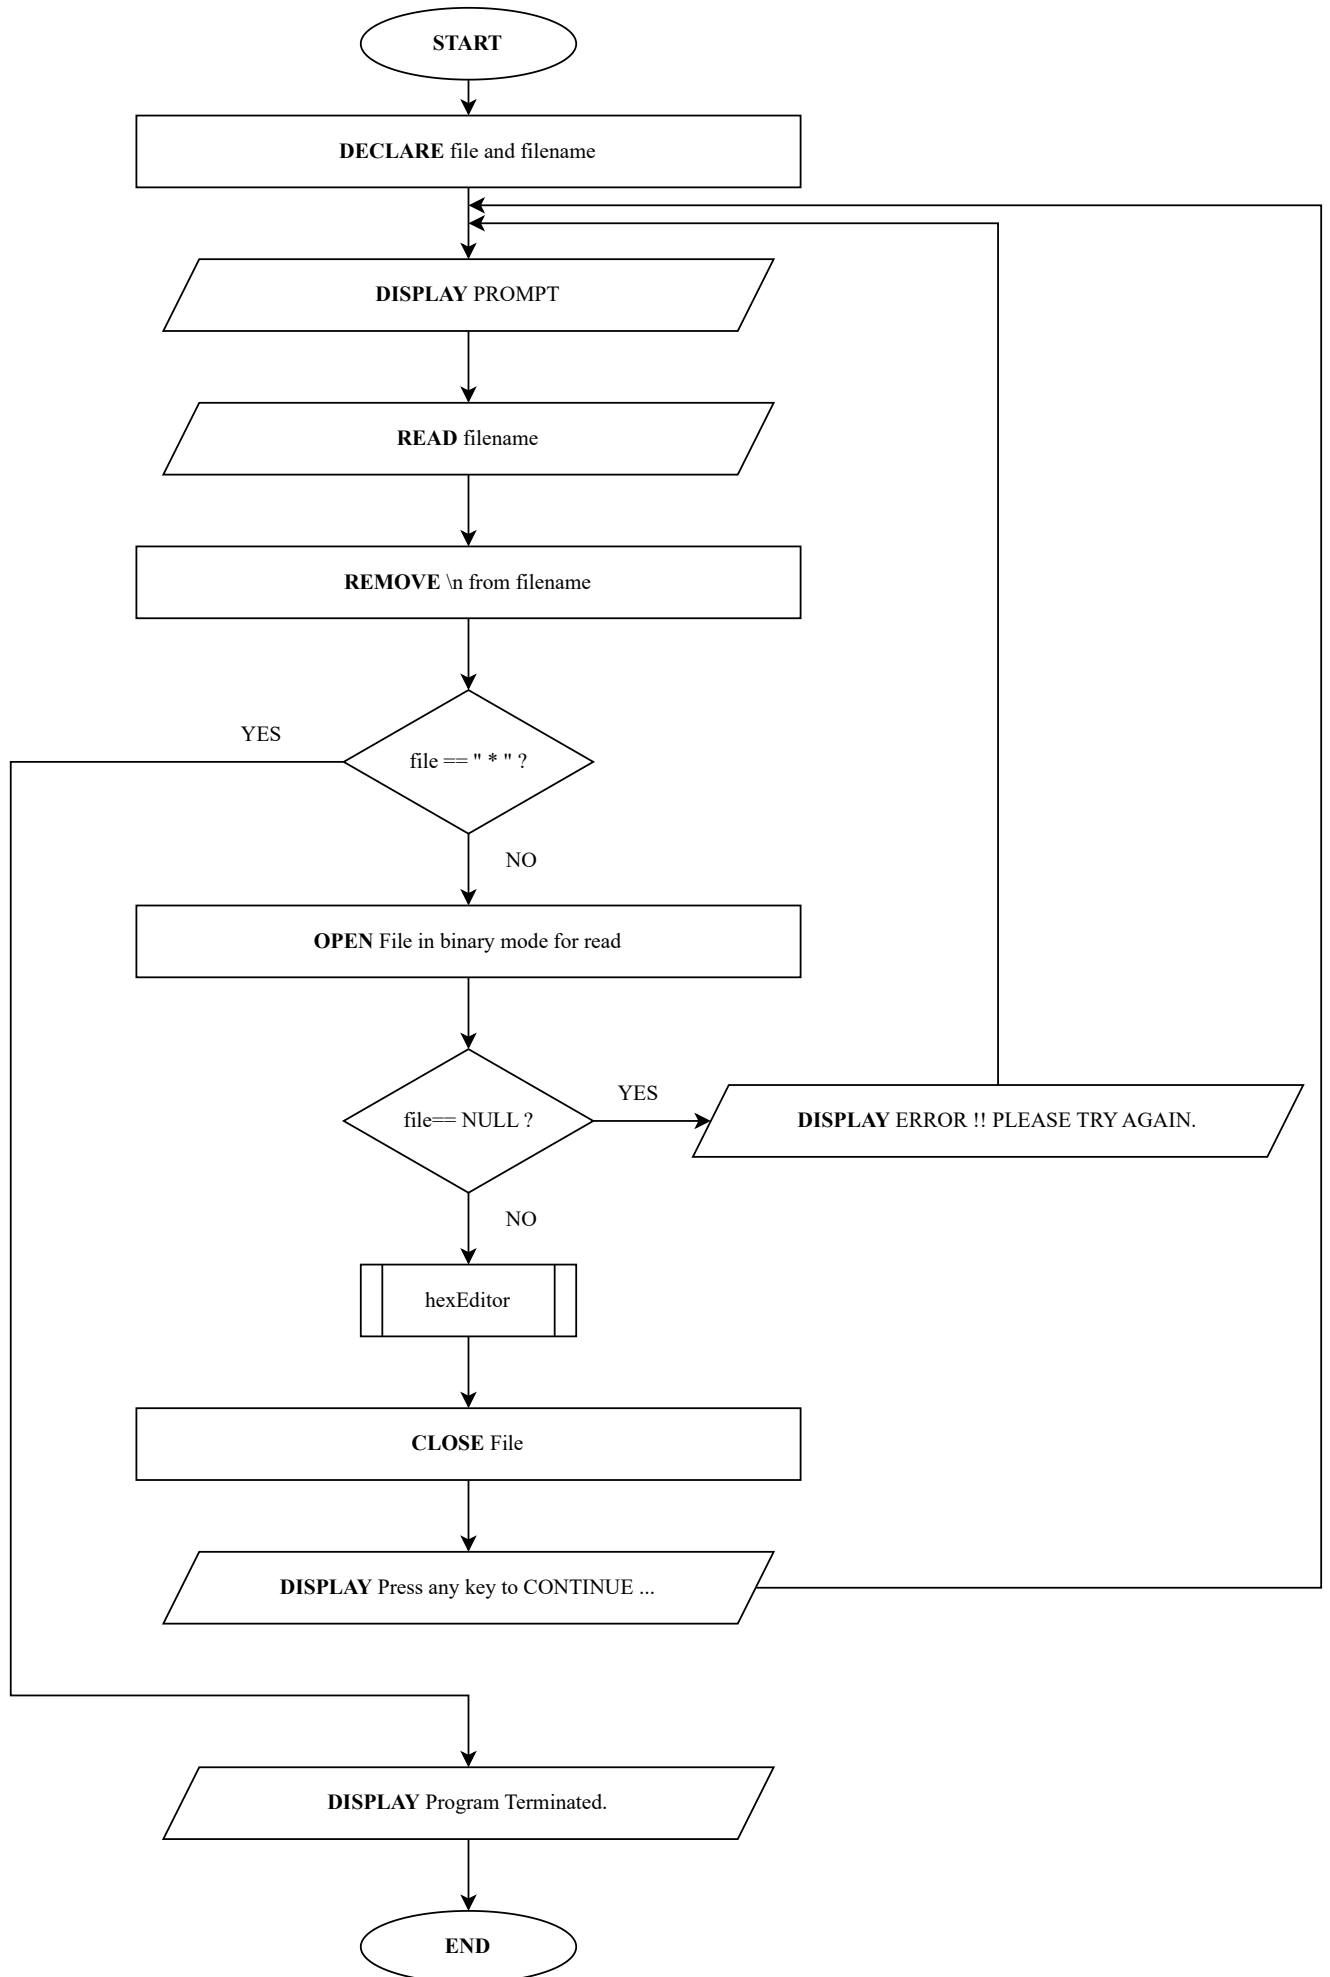 START
DECLARE file and filename
DISPLAY PROMPT
READ filename
REMOVE \n from filename
YES
file == " * " ?
NO
OPEN File in binary mode for read
file== NULL ?
YES
DISPLAY ERROR !! PLEASE TRY AGAIN.
NO
hexEditor
CLOSE File
DISPLAY Press any key to CONTINUE ...
DISPLAY Program Terminated.
END